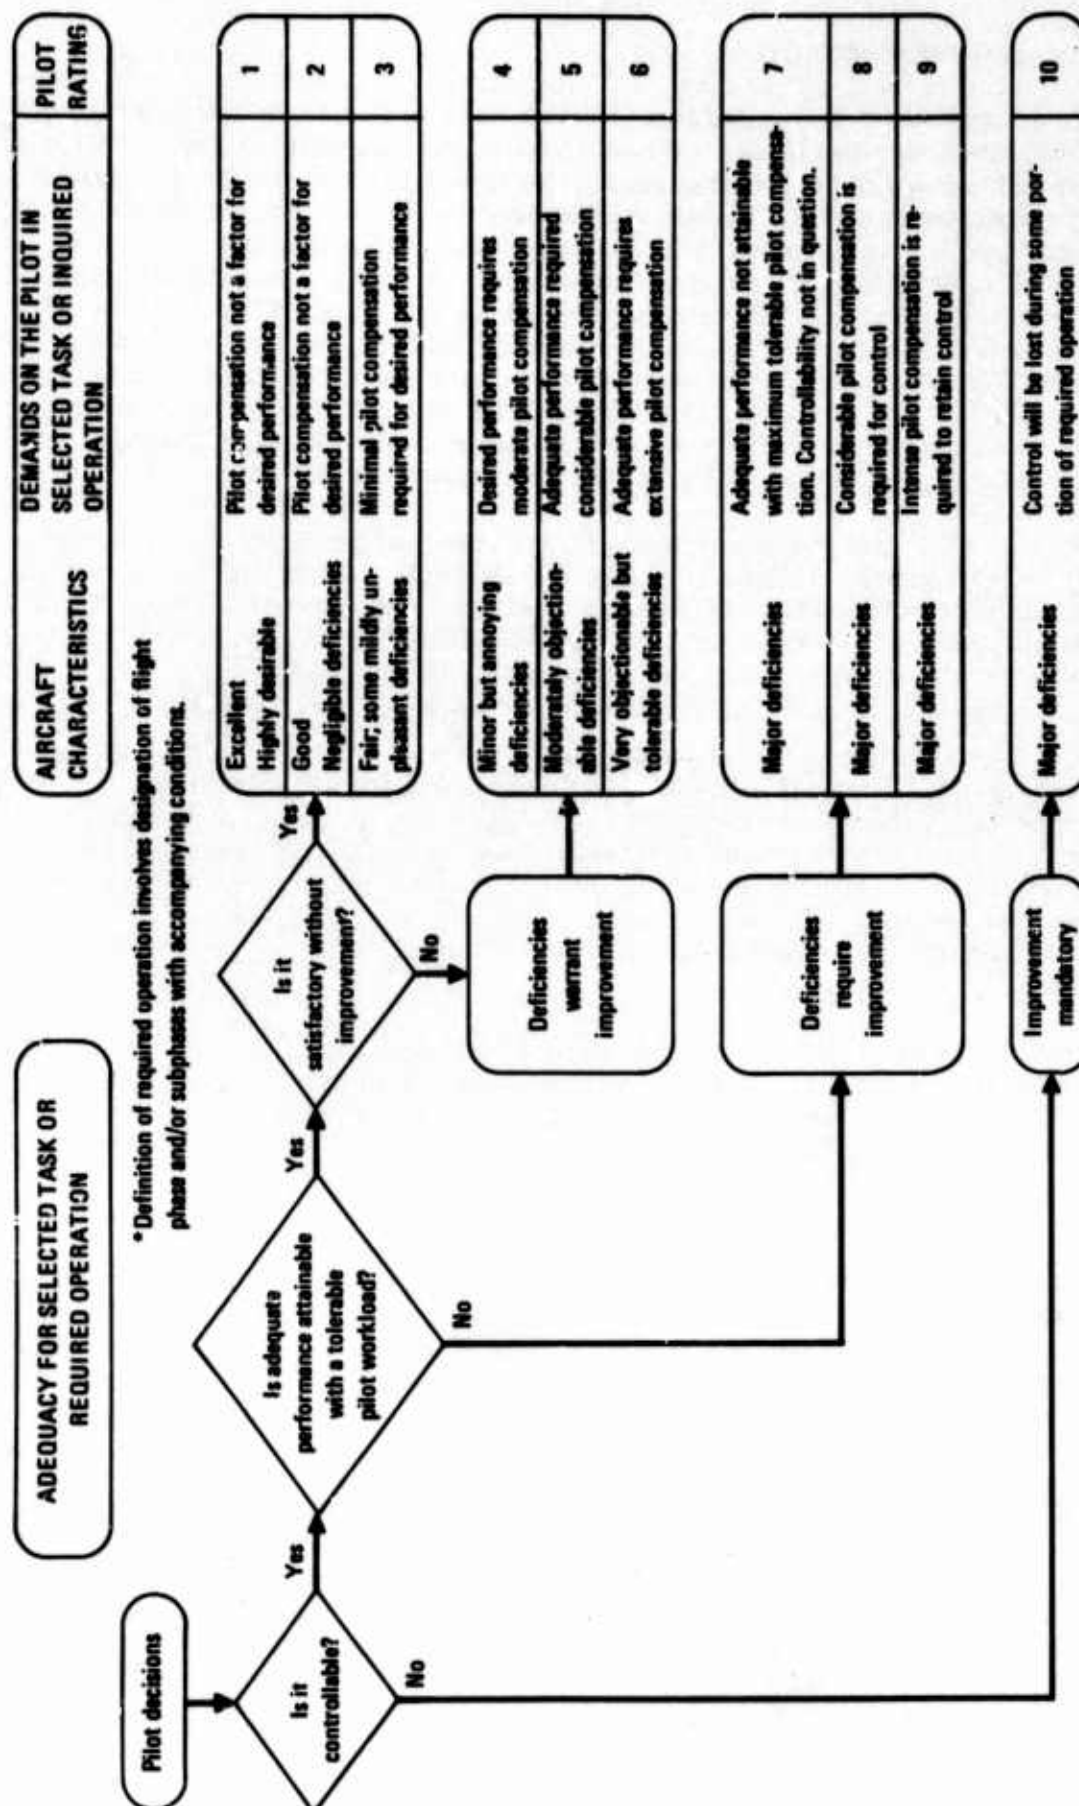 ADEQUACY FOR SELECTED TASK OR
REQUIRED OPERATION
AIRCRAFT
CHARACTERISTICS
DEMANDS ON THE PILOT IN
SELECTED TASK OR INQUIRED
OPERATION
PILOT
RATING
*Definition of required operation involves designation of flight
phase and/or subphases with accompanying conditions.
Pilot decisions
Is it
controllable?
Yes
No
Is adequate
performance attainable
with a tolerable
pilot workload?
Yes
No
Is it
satisfactory without
improvement?
Yes
No
Excellent
Highly desirable
Pilot compensation not a factor for
desired performance
1
Good
Negligible deficiencies
Pilot compensation not a factor for
desired performance
2
Fair; some mildly un-
pleasant deficiencies
Minimal pilot compensation
required for desired performance
3
Deficiencies
warrant
improvement
Minor but annoying
deficiencies
Desired performance requires
moderate pilot compensation
4
Moderately objection-
able deficiencies
Adequate performance required
considerable pilot compensation
5
Very objectionable but
tolerable deficiencies
Adequate performance requires
extensive pilot compensation
6
Deficiencies
require
improvement
Major deficiencies
Adequate performance not attainable
with maximum tolerable pilot compensa-
tion. Controllability not in question.
7
Major deficiencies
Considerable pilot compensation is
required for control
8
Major deficiencies
Intense pilot compensation is re-
quired to retain control
9
Improvement
mandatory
Major deficiencies
Control will be lost during some por-
tion of required operation
10